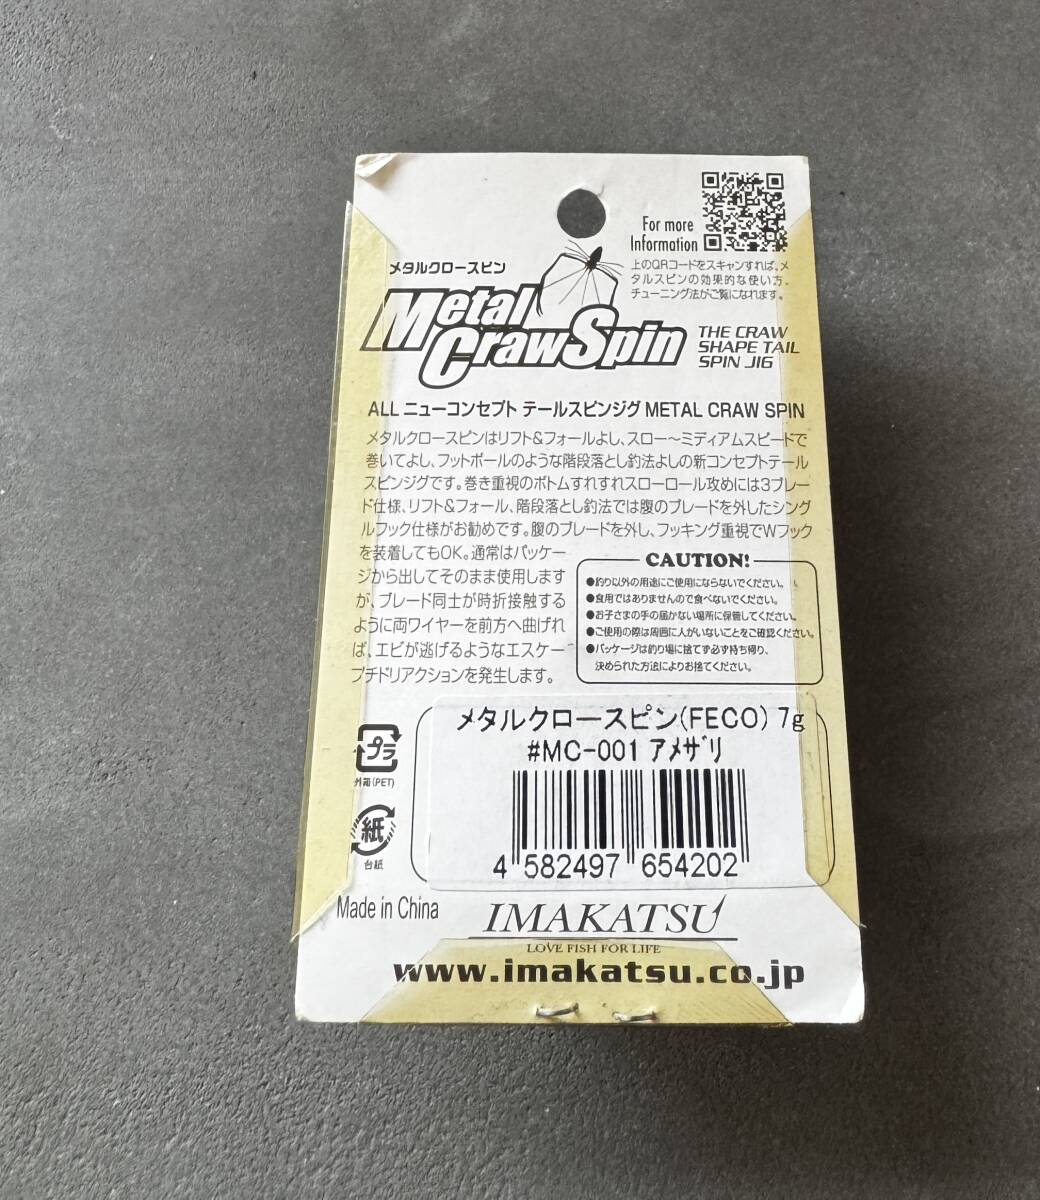 For more
Information
上のQRコードをスキャンすれば、メ
タルスピンの効果的な使い方、
チューニング法がご覧になれます。
メタルクロースピン
Metal
CrawSpin
THE CRAW
SHAPE TAIL
SPIN JIG
ALL ニューコンセプト テールスピンジグ METAL CRAW SPIN
メタルクロースピンはリフト&フォールよし、スロー〜ミディアムスピードで
巻いてよし、フットボールのような階段落とし釣法よしの新コンセプトテール
スピンジグです。巻き重視のボトムすれすれスローロール攻めには3ブレー
ド仕様、リフト&フォール、階段落とし釣法では腹のブレードを外したシング
ルフック仕様がお勧めです。腹のブレードを外し、フッキング重視でWフック
を装着してもOK。通常はパッケー
ジから出してそのまま使用します
が、ブレード同士が時折接触する
ように両ワイヤーを前方へ曲げれ
ば、エビが逃げるようなエスケー
プチドリアクションを発生します。
CAUTION!
●釣り以外の用途にご使用にならないでください。
●食用ではありませんので食べないでください。
●お子さまの手の届かない場所に保管してください。
●ご使用の際は周囲に人がいないことをご確認ください。
●パッケージは釣り場に捨てず必ず持ち帰り、
決められた方法によりお捨てください。
メタルクロースピン(FECO) 7g
#MC-001 アメザリ
プラ
外箱(PET)
紙
台紙
4 582497 654202
Made in China
IMAKATSU
LOVE FISH FOR LIFE
www.imakatsu.co.jp